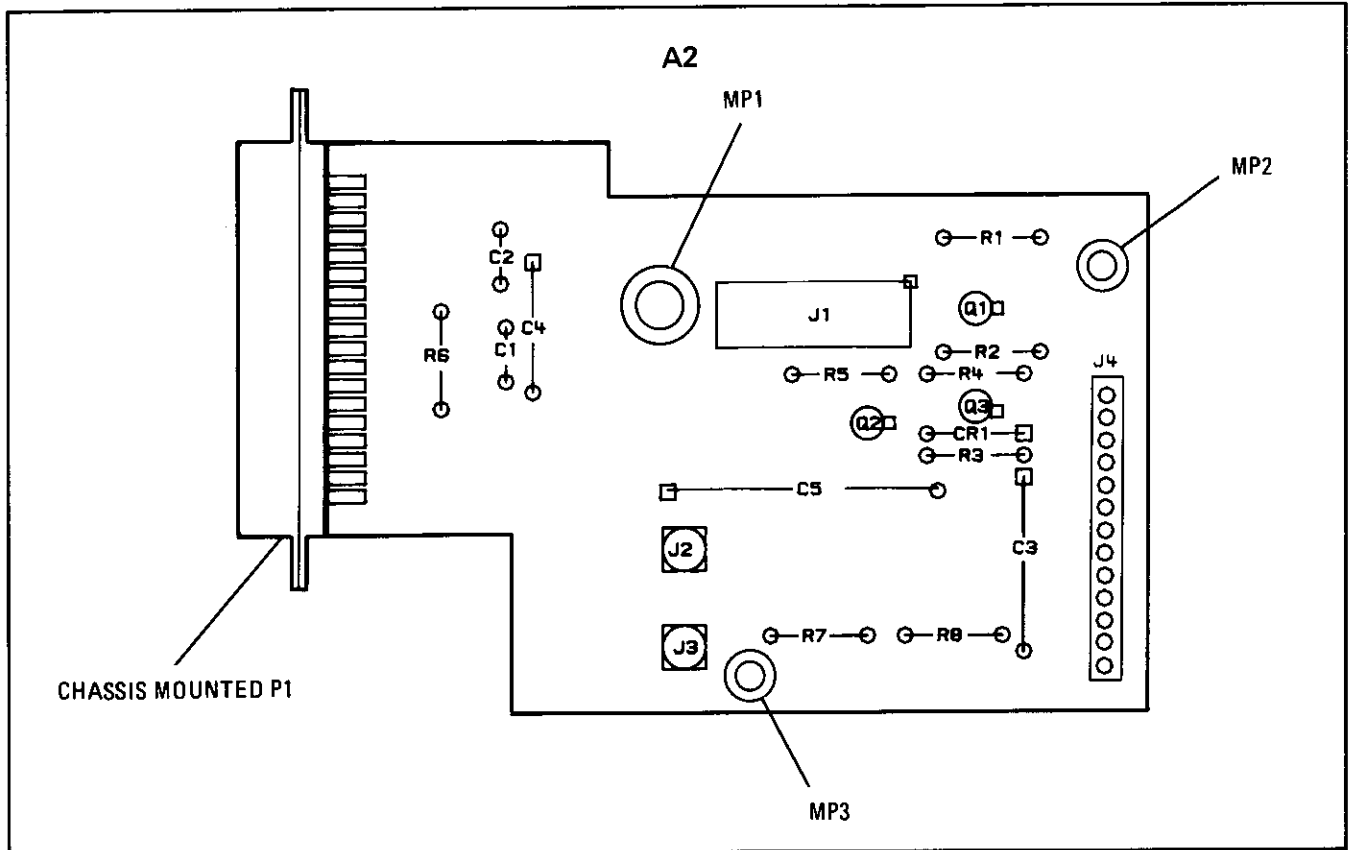 A2
MP1
MP2
R1
C2
J1
Q1
C4
R6
C1
R2
R5
R4
J4
Q2
Q3
CR1
R3
C5
J2
C3
J3
R7
R8
CHASSIS MOUNTED P1
MP3